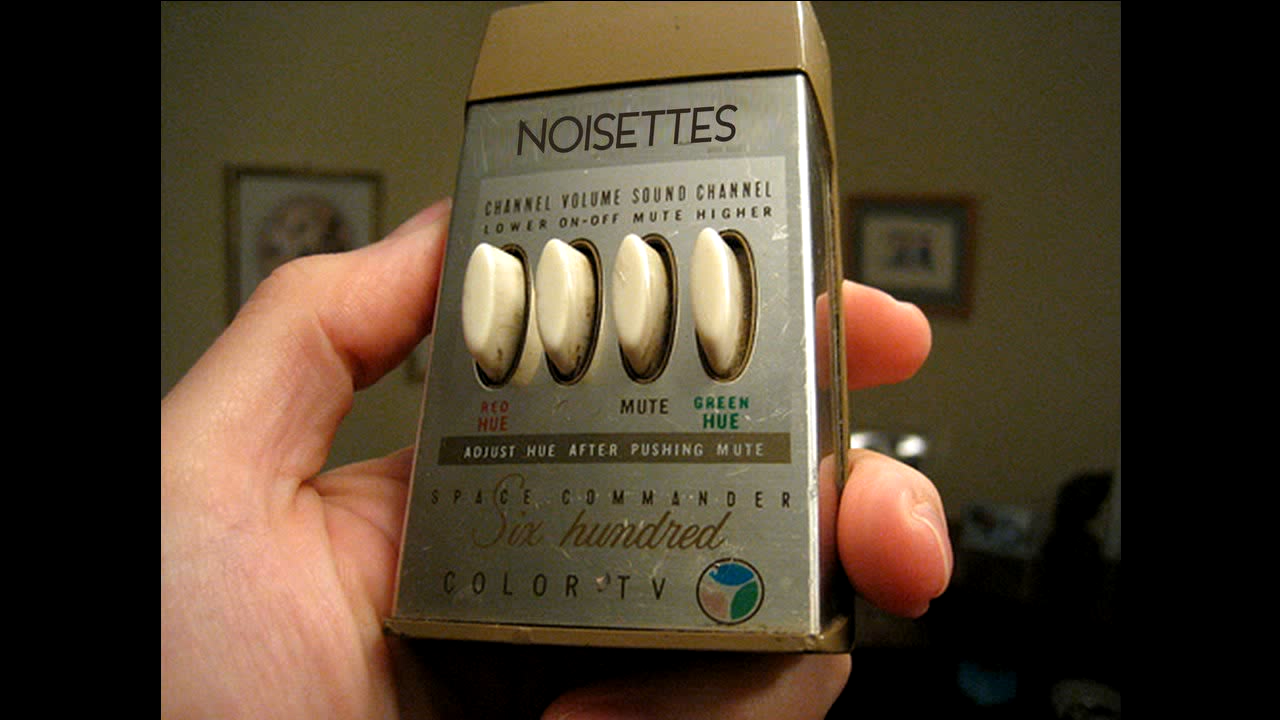 NOISETTES
CHANNEL VOLUME SOUND CHANNEL
LOWER ON-OFF MUTE HIGHER
RED HUE MUTE GREEN HUE
ADJUST HUE AFTER PUSHING MUTE
SPACE COMMANDER
Six hundred
COLOR TV